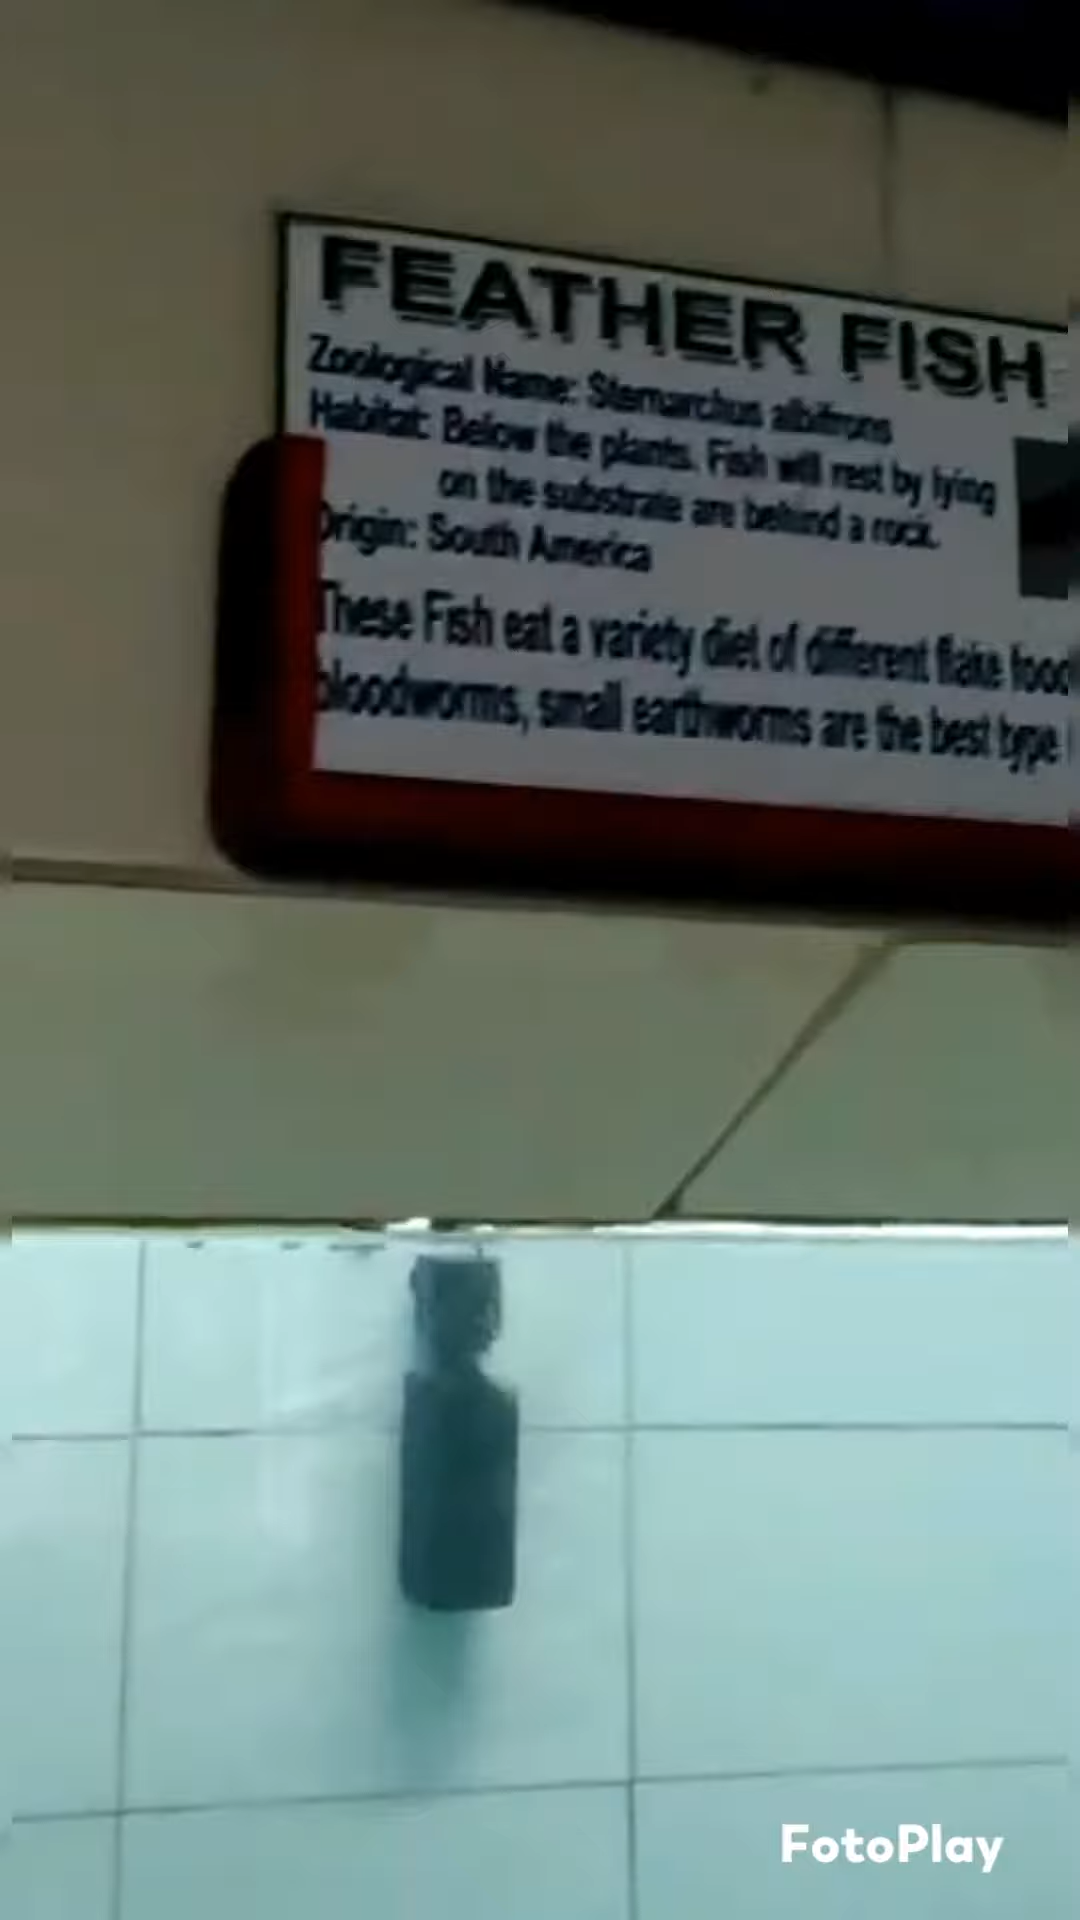 FEATHER FISH
Zoological Name: Sternarchus albifrons
Habitat: Below the plants. Fish will rest by lying
on the substrate are behind a rock.
Origin: South America
These Fish eat a variety diet of different flake food
bloodworms, small earthworms are the best type
FotoPlay